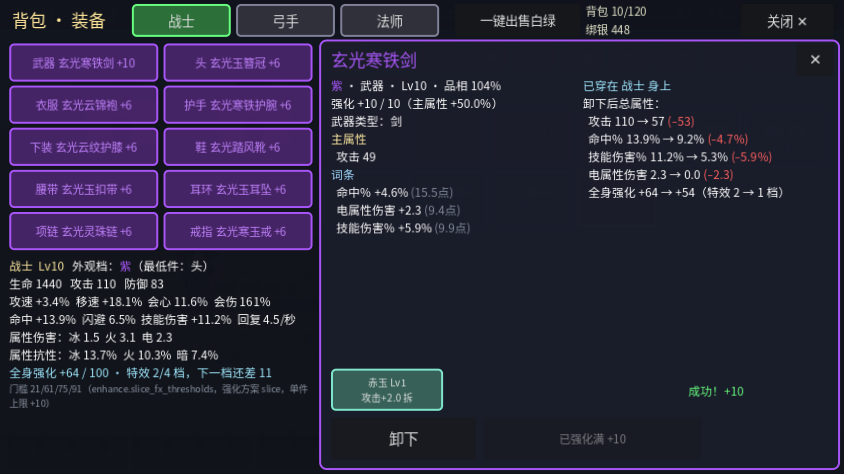 背包 · 装备
战士
弓手
法师
一键出售白绿
背包 10/120
绑银 448
关闭 ×
武器 玄光寒铁剑 +10
头 玄光玉簪冠 +6
衣服 玄光云锦袍 +6
护手 玄光寒铁护腕 +6
下装 玄光云纹护膝 +6
鞋 玄光踏风靴 +6
腰带 玄光玉扣带 +6
耳环 玄光玉耳坠 +6
项链 玄光灵珠链 +6
戒指 玄光寒玉戒 +6
战士 Lv10 外观档：紫（最低件：头）
生命 1440 攻击 110 防御 83
攻速 +3.4% 移速 +18.1% 会心 11.6% 会伤 161%
命中 +13.9% 闪避 6.5% 技能伤害 +11.2% 回复 4.5/秒
属性伤害：冰 1.5 火 3.1 电 2.3
属性抗性：冰 13.7% 火 10.3% 暗 7.4%
全身强化 +64 / 100 · 特效 2/4 档，下一档还差 11
门槛 21/61/75/91（enhance.slice_fx_thresholds，强化方案 slice，单件
上限 +10）
玄光寒铁剑
×
紫 · 武器 · Lv10 · 品相 104%
强化 +10 / 10（主属性 +50.0%）
武器类型：剑
主属性
攻击 49
词条
命中% +4.6% (15.5点)
电属性伤害 +2.3 (9.4点)
技能伤害% +5.9% (9.9点)
已穿在 战士 身上
卸下后总属性：
攻击 110 → 57 (−53)
命中% 13.9% → 9.2% (−4.7%)
技能伤害% 11.2% → 5.3% (−5.9%)
电属性伤害 2.3 → 0.0 (−2.3)
全身强化 +64 → +54（特效 2 → 1 档）
赤玉 Lv1
攻击+2.0 拆
成功！+10
卸下
已强化满 +10